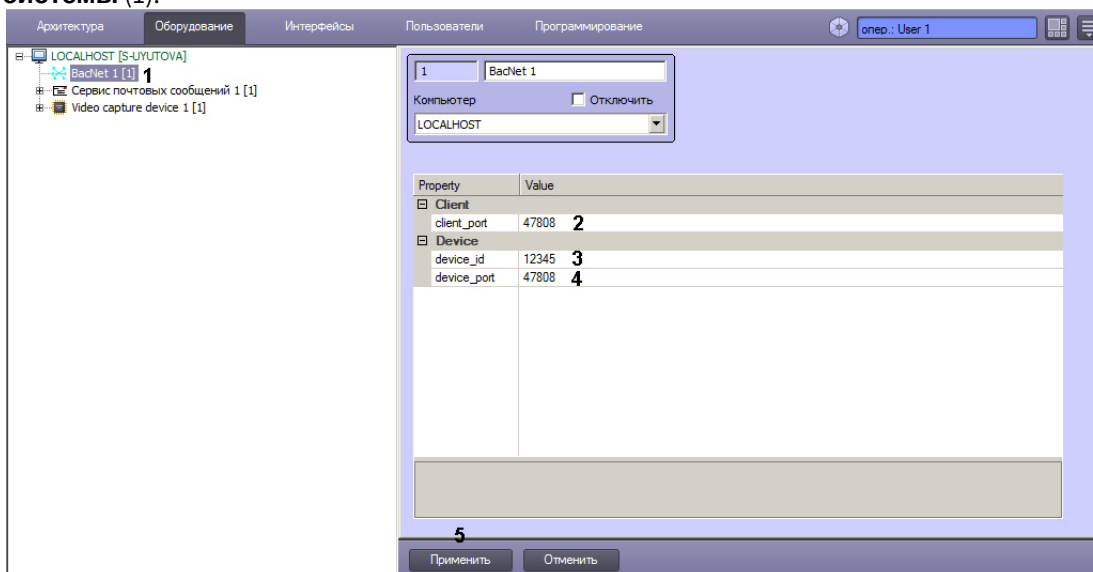 системы (1).
Архитектура Оборудование Интерфейсы Пользователи Программирование опер.: User 1
LOCALHOST [S-UYUTOVA]
BacNet 1 [1] 1
Сервис почтовых сообщений 1 [1]
Video capture device 1 [1]
1 BacNet 1
Компьютер Отключить
LOCALHOST
Property Value
Client
client_port 47808 2
Device
device_id 12345 3
device_port 47808 4
5
Применить Отменить